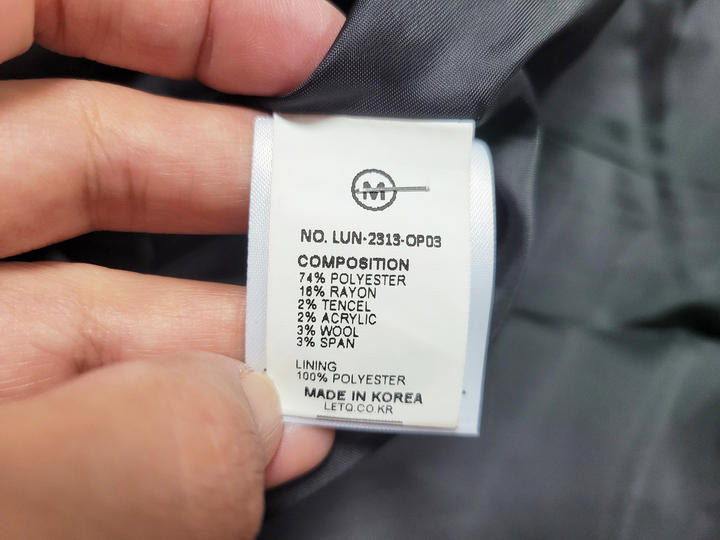 M
NO. LUN-2313-OP03
COMPOSITION
74% POLYESTER
16% RAYON
2% TENCEL
2% ACRYLIC
3% WOOL
3% SPAN
LINING
100% POLYESTER
MADE IN KOREA
LETQ.CO.KR